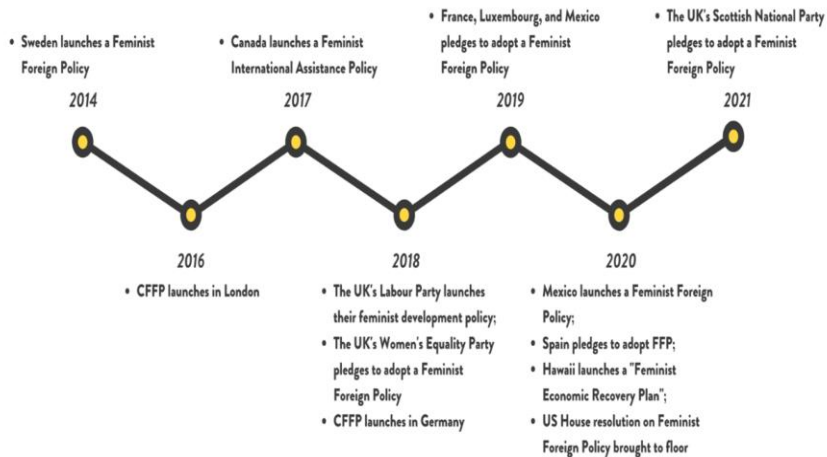 • Sweden launches a Feminist
Foreign Policy
2014
• Canada launches a Feminist
International Assistance Policy
2017
• France, Luxembourg, and Mexico
pledges to adopt a Feminist
Foreign Policy
2019
• The UK's Scottish National Party
pledges to adopt a Feminist
Foreign Policy
2021
2016
• CFFP launches in London
2018
• The UK's Labour Party launches
their feminist development policy;
• The UK's Women's Equality Party
pledges to adopt a Feminist
Foreign Policy
• CFFP launches in Germany
2020
• Mexico launches a Feminist Foreign
Policy;
• Spain pledges to adopt FFP;
• Hawaii launches a "Feminist
Economic Recovery Plan";
• US House resolution on Feminist
Foreign Policy brought to floor